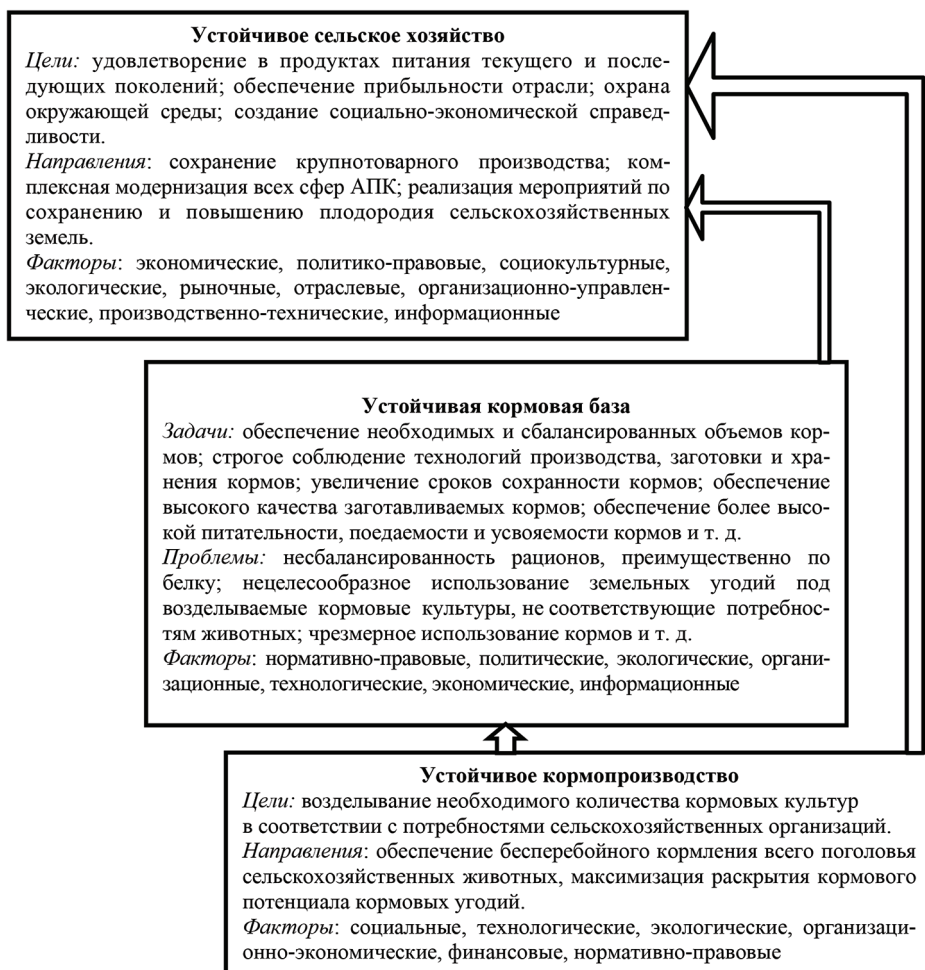 Устойчивое сельское хозяйство
Цели: удовлетворение в продуктах питания текущего и после-
дующих поколений; обеспечение прибыльности отрасли; охрана
окружающей среды; создание социально-экономической справед-
ливости.
Направления: сохранение крупнотоварного производства; ком-
плексная модернизация всех сфер АПК; реализация мероприятий по
сохранению и повышению плодородия сельскохозяйственных
земель.
Факторы: экономические, политико-правовые, социокультурные,
экологические, рыночные, отраслевые, организационно-управлен-
ческие, производственно-технические, информационные
Устойчивая кормовая база
Задачи: обеспечение необходимых и сбалансированных объемов кор-
мов; строгое соблюдение технологий производства, заготовки и хра-
нения кормов; увеличение сроков сохранности кормов; обеспечение
высокого качества заготавливаемых кормов; обеспечение более высо-
кой питательности, поедаемости и усвояемости кормов и т. д.
Проблемы: несбалансированность рационов, преимущественно по
белку; нецелесообразное использование земельных угодий под
возделываемые кормовые культуры, не соответствующие потребнос-
тям животных; чрезмерное использование кормов и т. д.
Факторы: нормативно-правовые, политические, экологические, органи-
зационные, технологические, экономические, информационные
Устойчивое кормопроизводство
Цели: возделывание необходимого количества кормовых культур
в соответствии с потребностями сельскохозяйственных организаций.
Направления: обеспечение бесперебойного кормления всего поголовья
сельскохозяйственных животных, максимизация раскрытия кормового
потенциала кормовых угодий.
Факторы: социальные, технологические, экологические, организаци-
онно-экономические, финансовые, нормативно-правовые